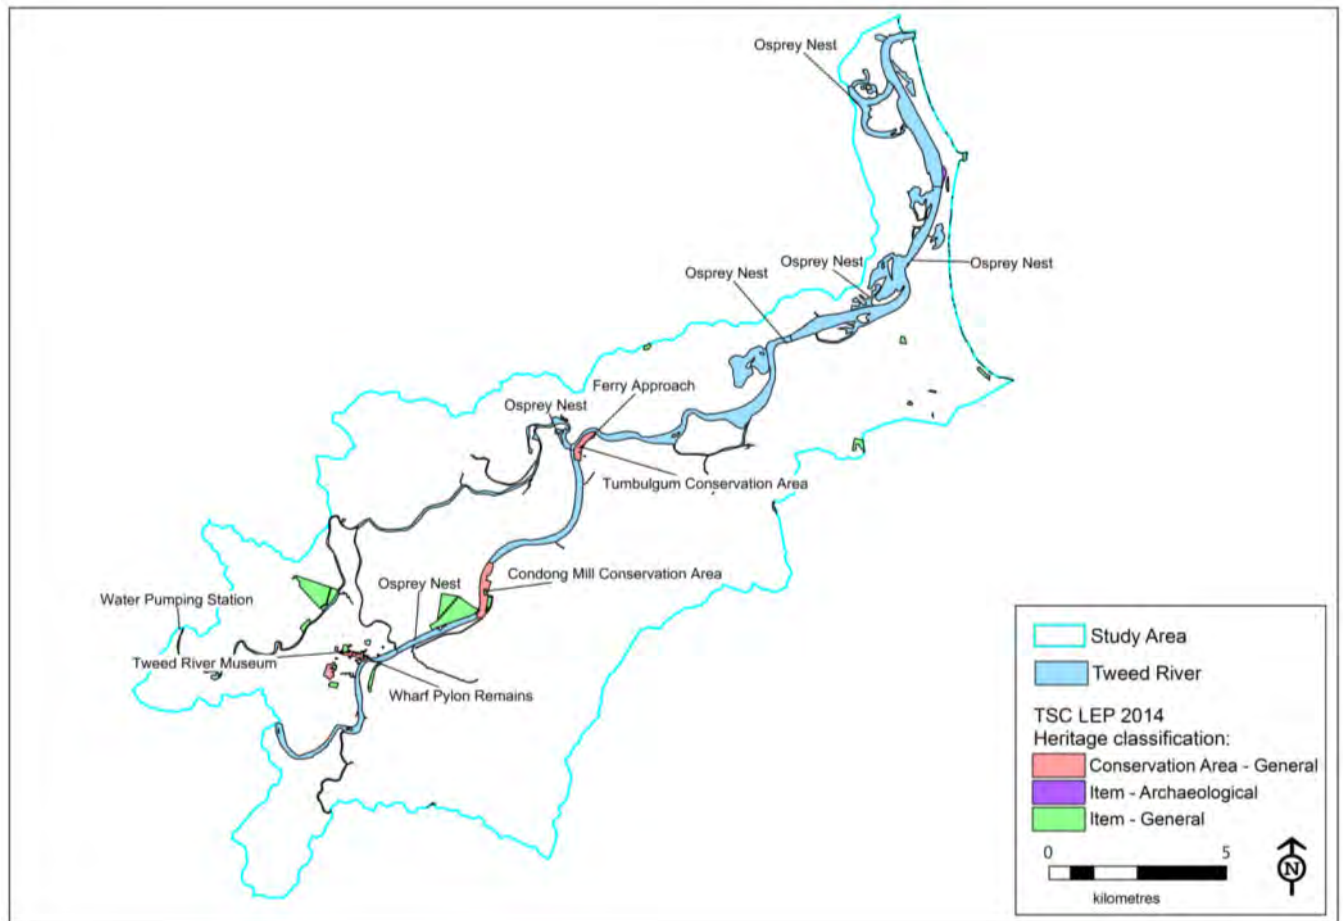 Osprey Nest
Osprey Nest
Osprey Nest
Osprey Nest
Ferry Approach
Osprey Nest
Tumbulgum Conservation Area
Condong Mill Conservation Area
Osprey Nest
Water Pumping Station
Tweed River Museum
Wharf Pylon Remains
Study Area
Tweed River
TSC LEP 2014
Heritage classification:
Conservation Area - General
Item - Archaeological
Item - General
0 5
kilometres
N